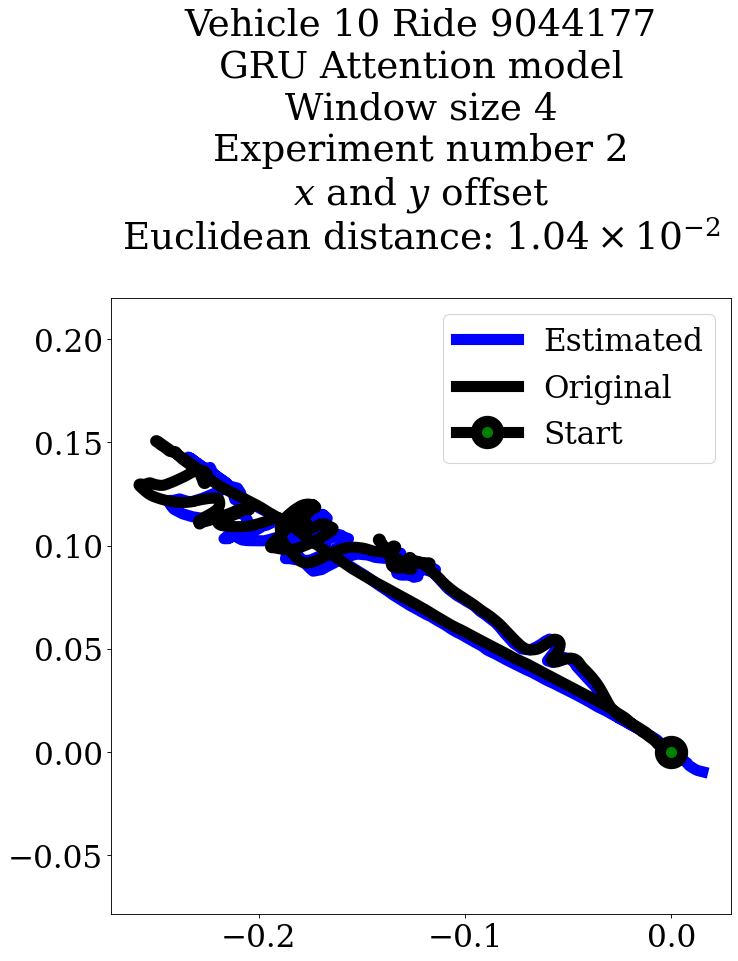 Vehicle 10 Ride 9044177
GRU Attention model
Window size 4
Experiment number 2
x and y offset
Euclidean distance: 1.04 × 10⁻²
Estimated
Original
Start
0.20
0.15
0.10
0.05
0.00
−0.05
−0.2
−0.1
0.0